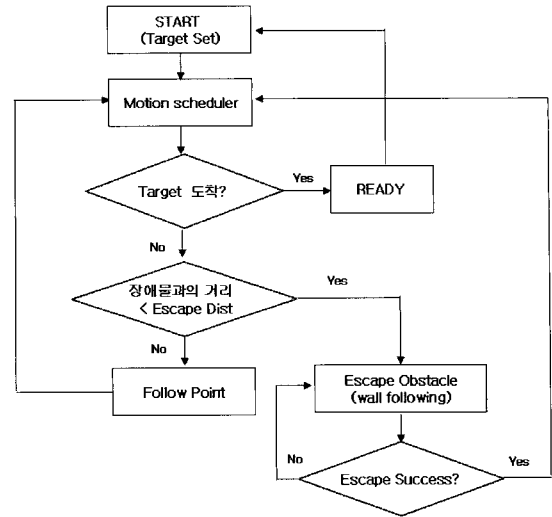 START
(Target Set)
Motion scheduler
Target 도착?
Yes
READY
No
장애물과의 거리
< Escape Dist
Yes
No
Follow Point
Escape Obstacle
(wall following)
No
Escape Success?
Yes